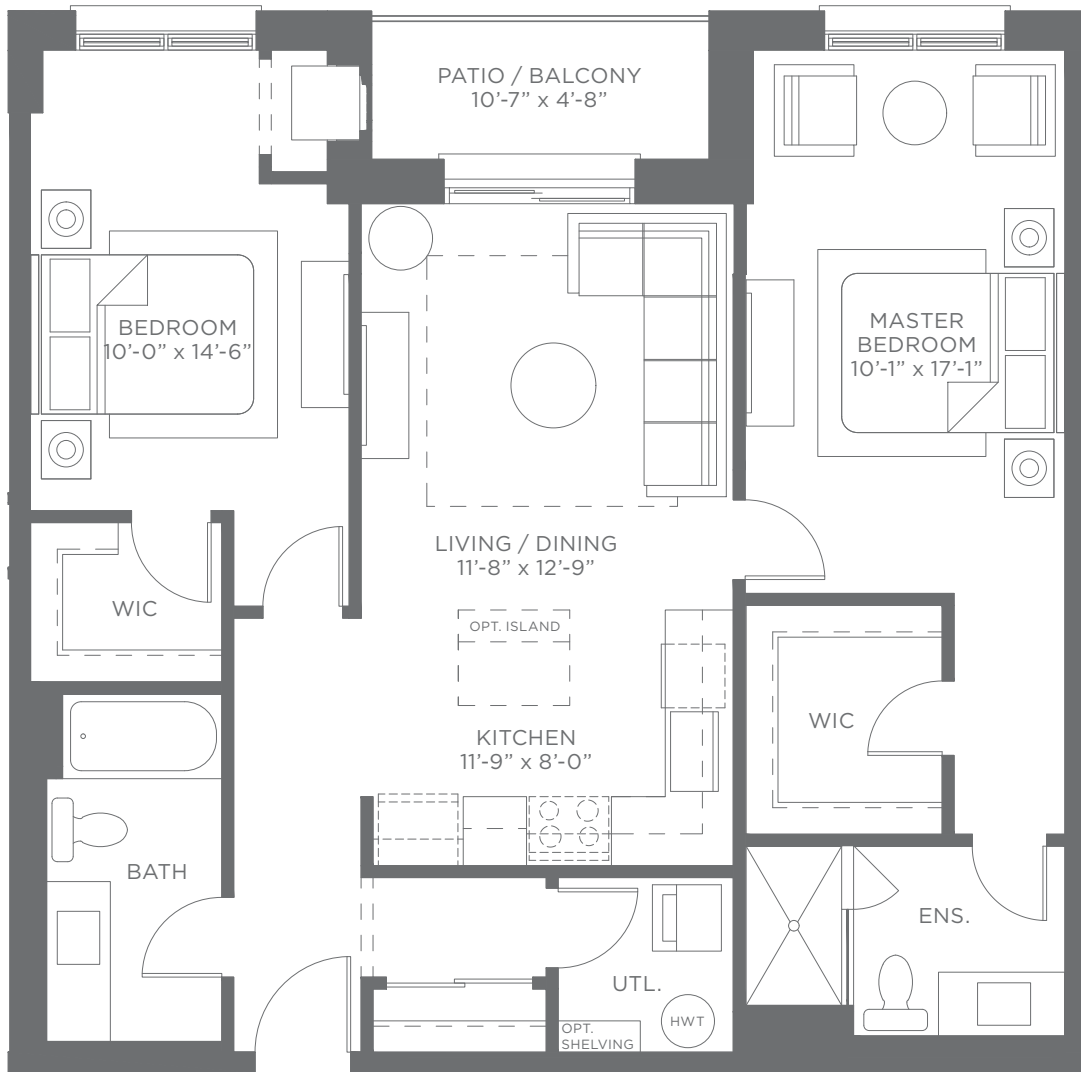 PATIO / BALCONY
10'-7” x 4'-8”
BEDROOM
10'-0” x 14'-6”
MASTER
BEDROOM
10'-1” x 17'-1”
LIVING / DINING
11'-8” x 12'-9”
WIC
OPT. ISLAND
WIC
KITCHEN
11'-9” x 8'-0”
BATH
ENS.
UTL.
HWT
OPT.
SHELVING